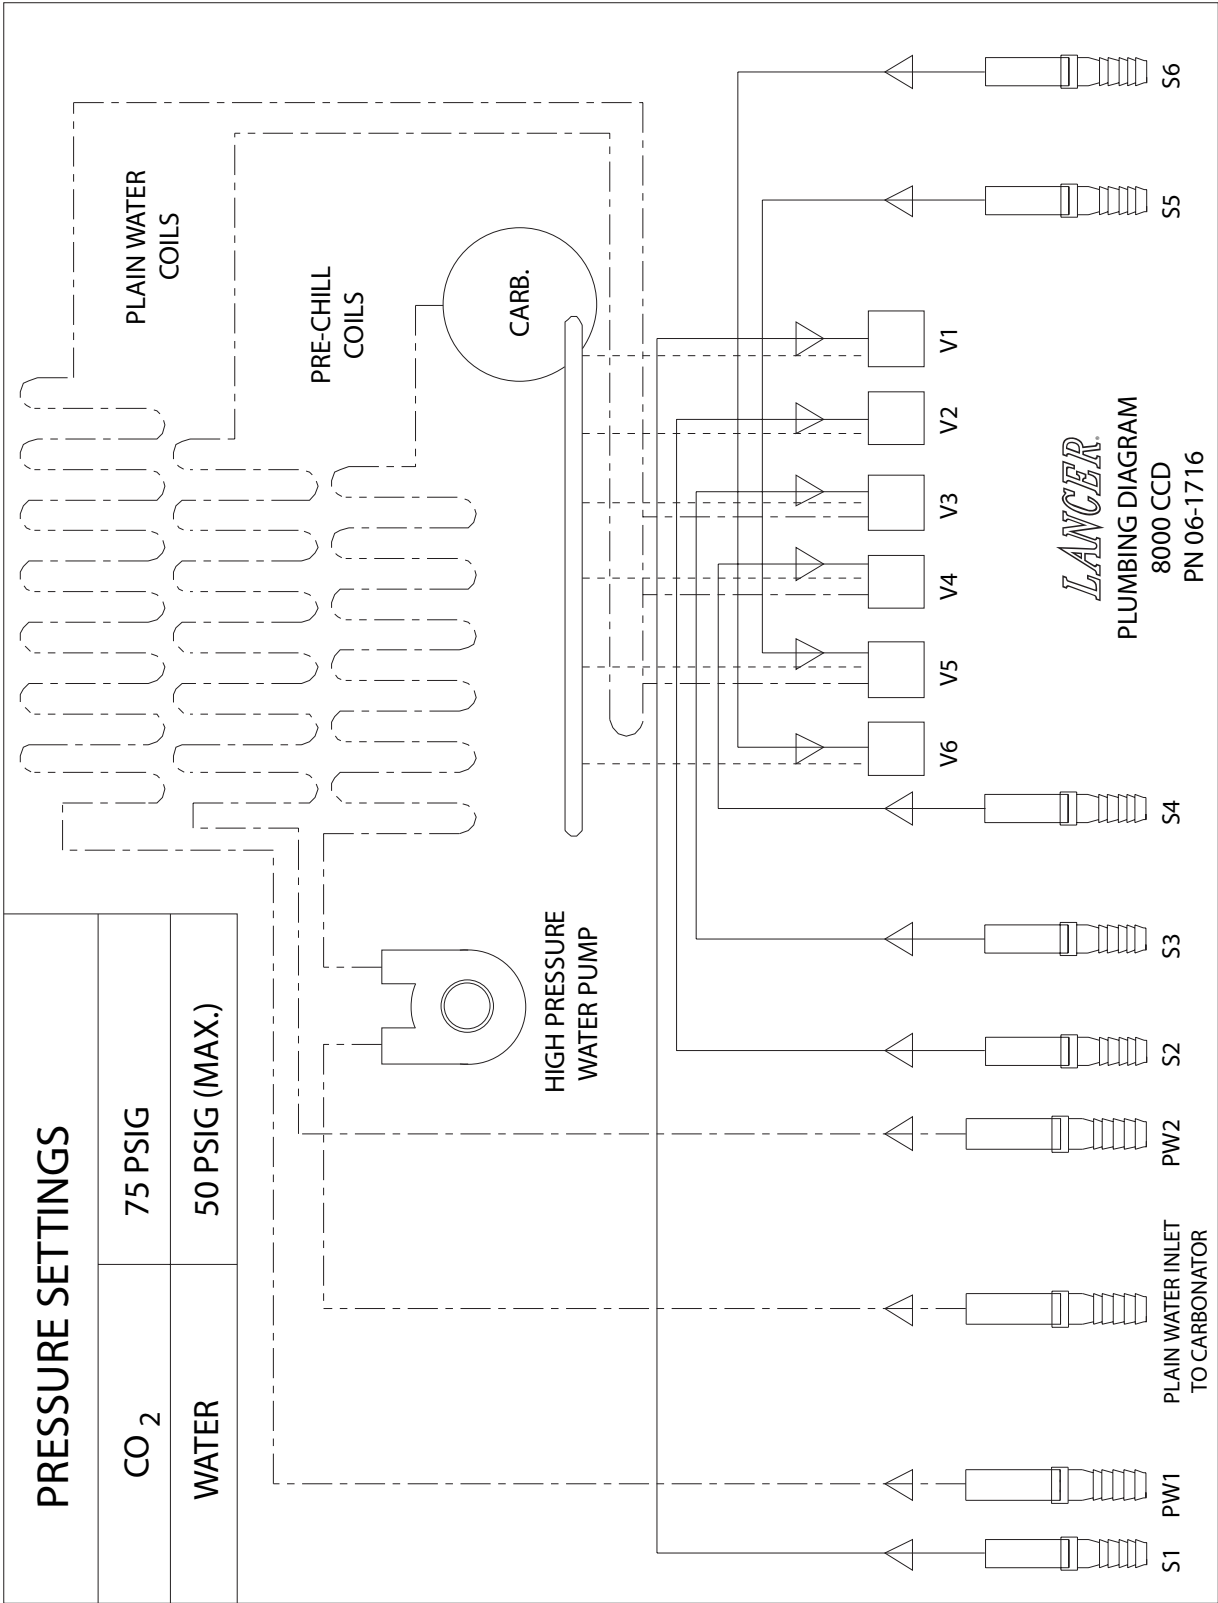 PRESSURE SETTINGS
CO2
75 PSIG
WATER
50 PSIG (MAX.)
PLAIN WATER
COILS
PRE-CHILL
COILS
CARB.
HIGH PRESSURE
WATER PUMP
V6
V5
V4
V3
V2
V1
S1
PW1
PLAIN WATER INLET
TO CARBONATOR
PW2
S2
S3
S4
S5
S6
LANCER
PLUMBING DIAGRAM
8000 CCD
PN 06-1716